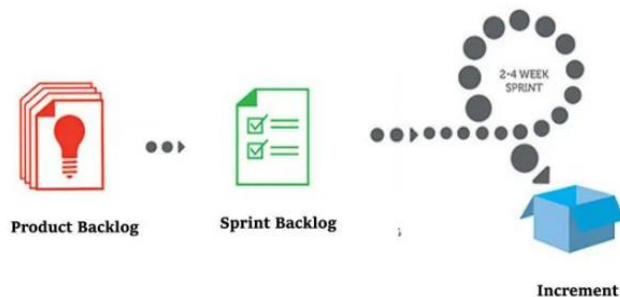 2-4 WEEK
SPRINT
Product Backlog
Sprint Backlog
Increment